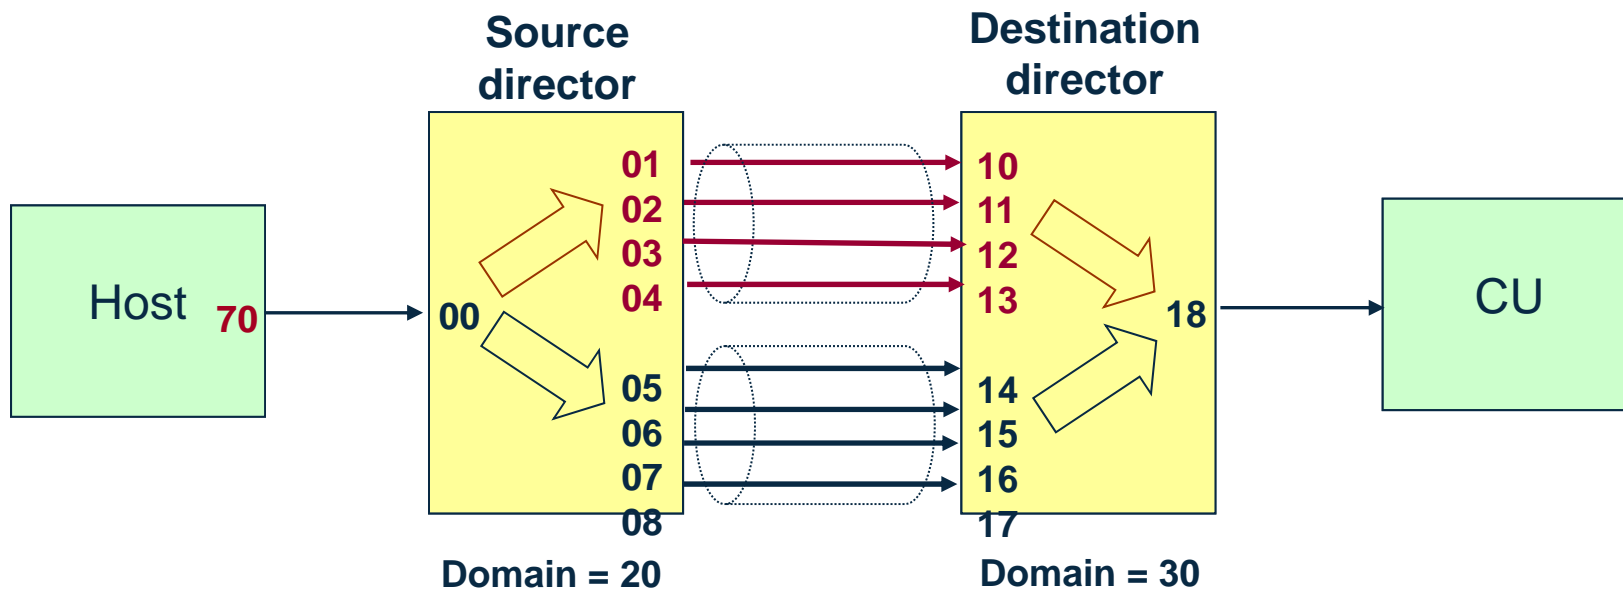 Source
director
Destination
director
Host
70
00
01
02
03
04
05
06
07
08
10
11
12
13
14
15
16
17
18
CU
Domain = 20
Domain = 30